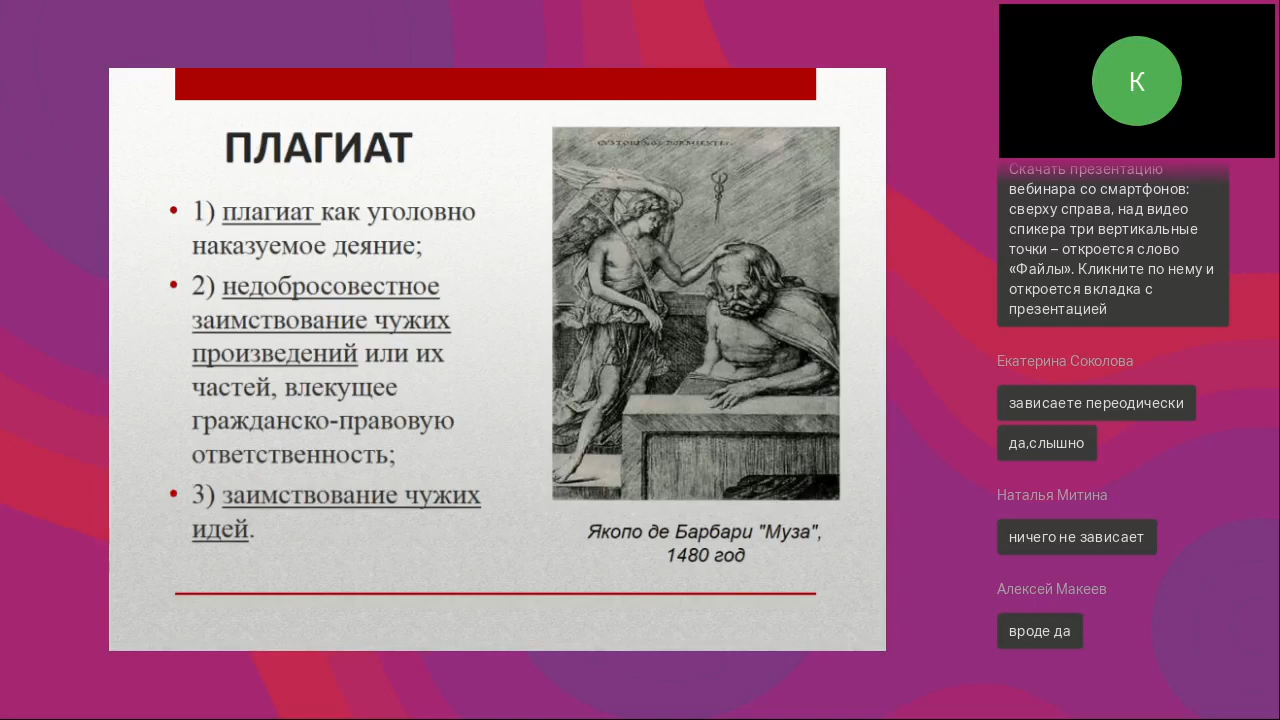 ПЛАГИАТ
• 1) плагиат как уголовно
наказуемое деяние;
• 2) недобросовестное
заимствование чужих
произведений или их
частей, влекущее
гражданско-правовую
ответственность;
• 3) заимствование чужих
идей.
Якопо де Барбари "Муза",
1480 год
К
Скачать презентацию
вебинара со смартфонов:
сверху справа, над видео
спикера три вертикальные
точки – откроется слово
«Файлы». Кликните по нему и
откроется вкладка с
презентацией
Екатерина Соколова
зависаете переодически
да,слышно
Наталья Митина
ничего не зависает
Алексей Макеев
вроде да